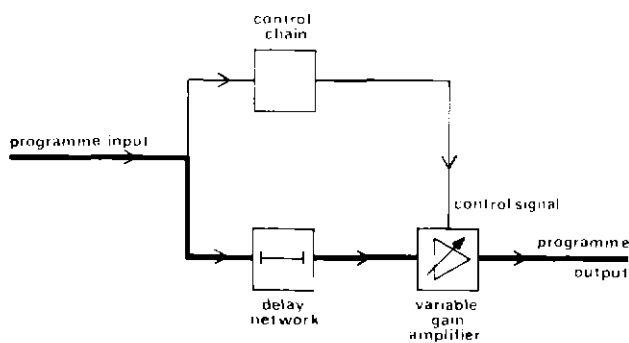 control
chain
programme input
control signal
programme
output
delay
network
variable
gain
amplifier